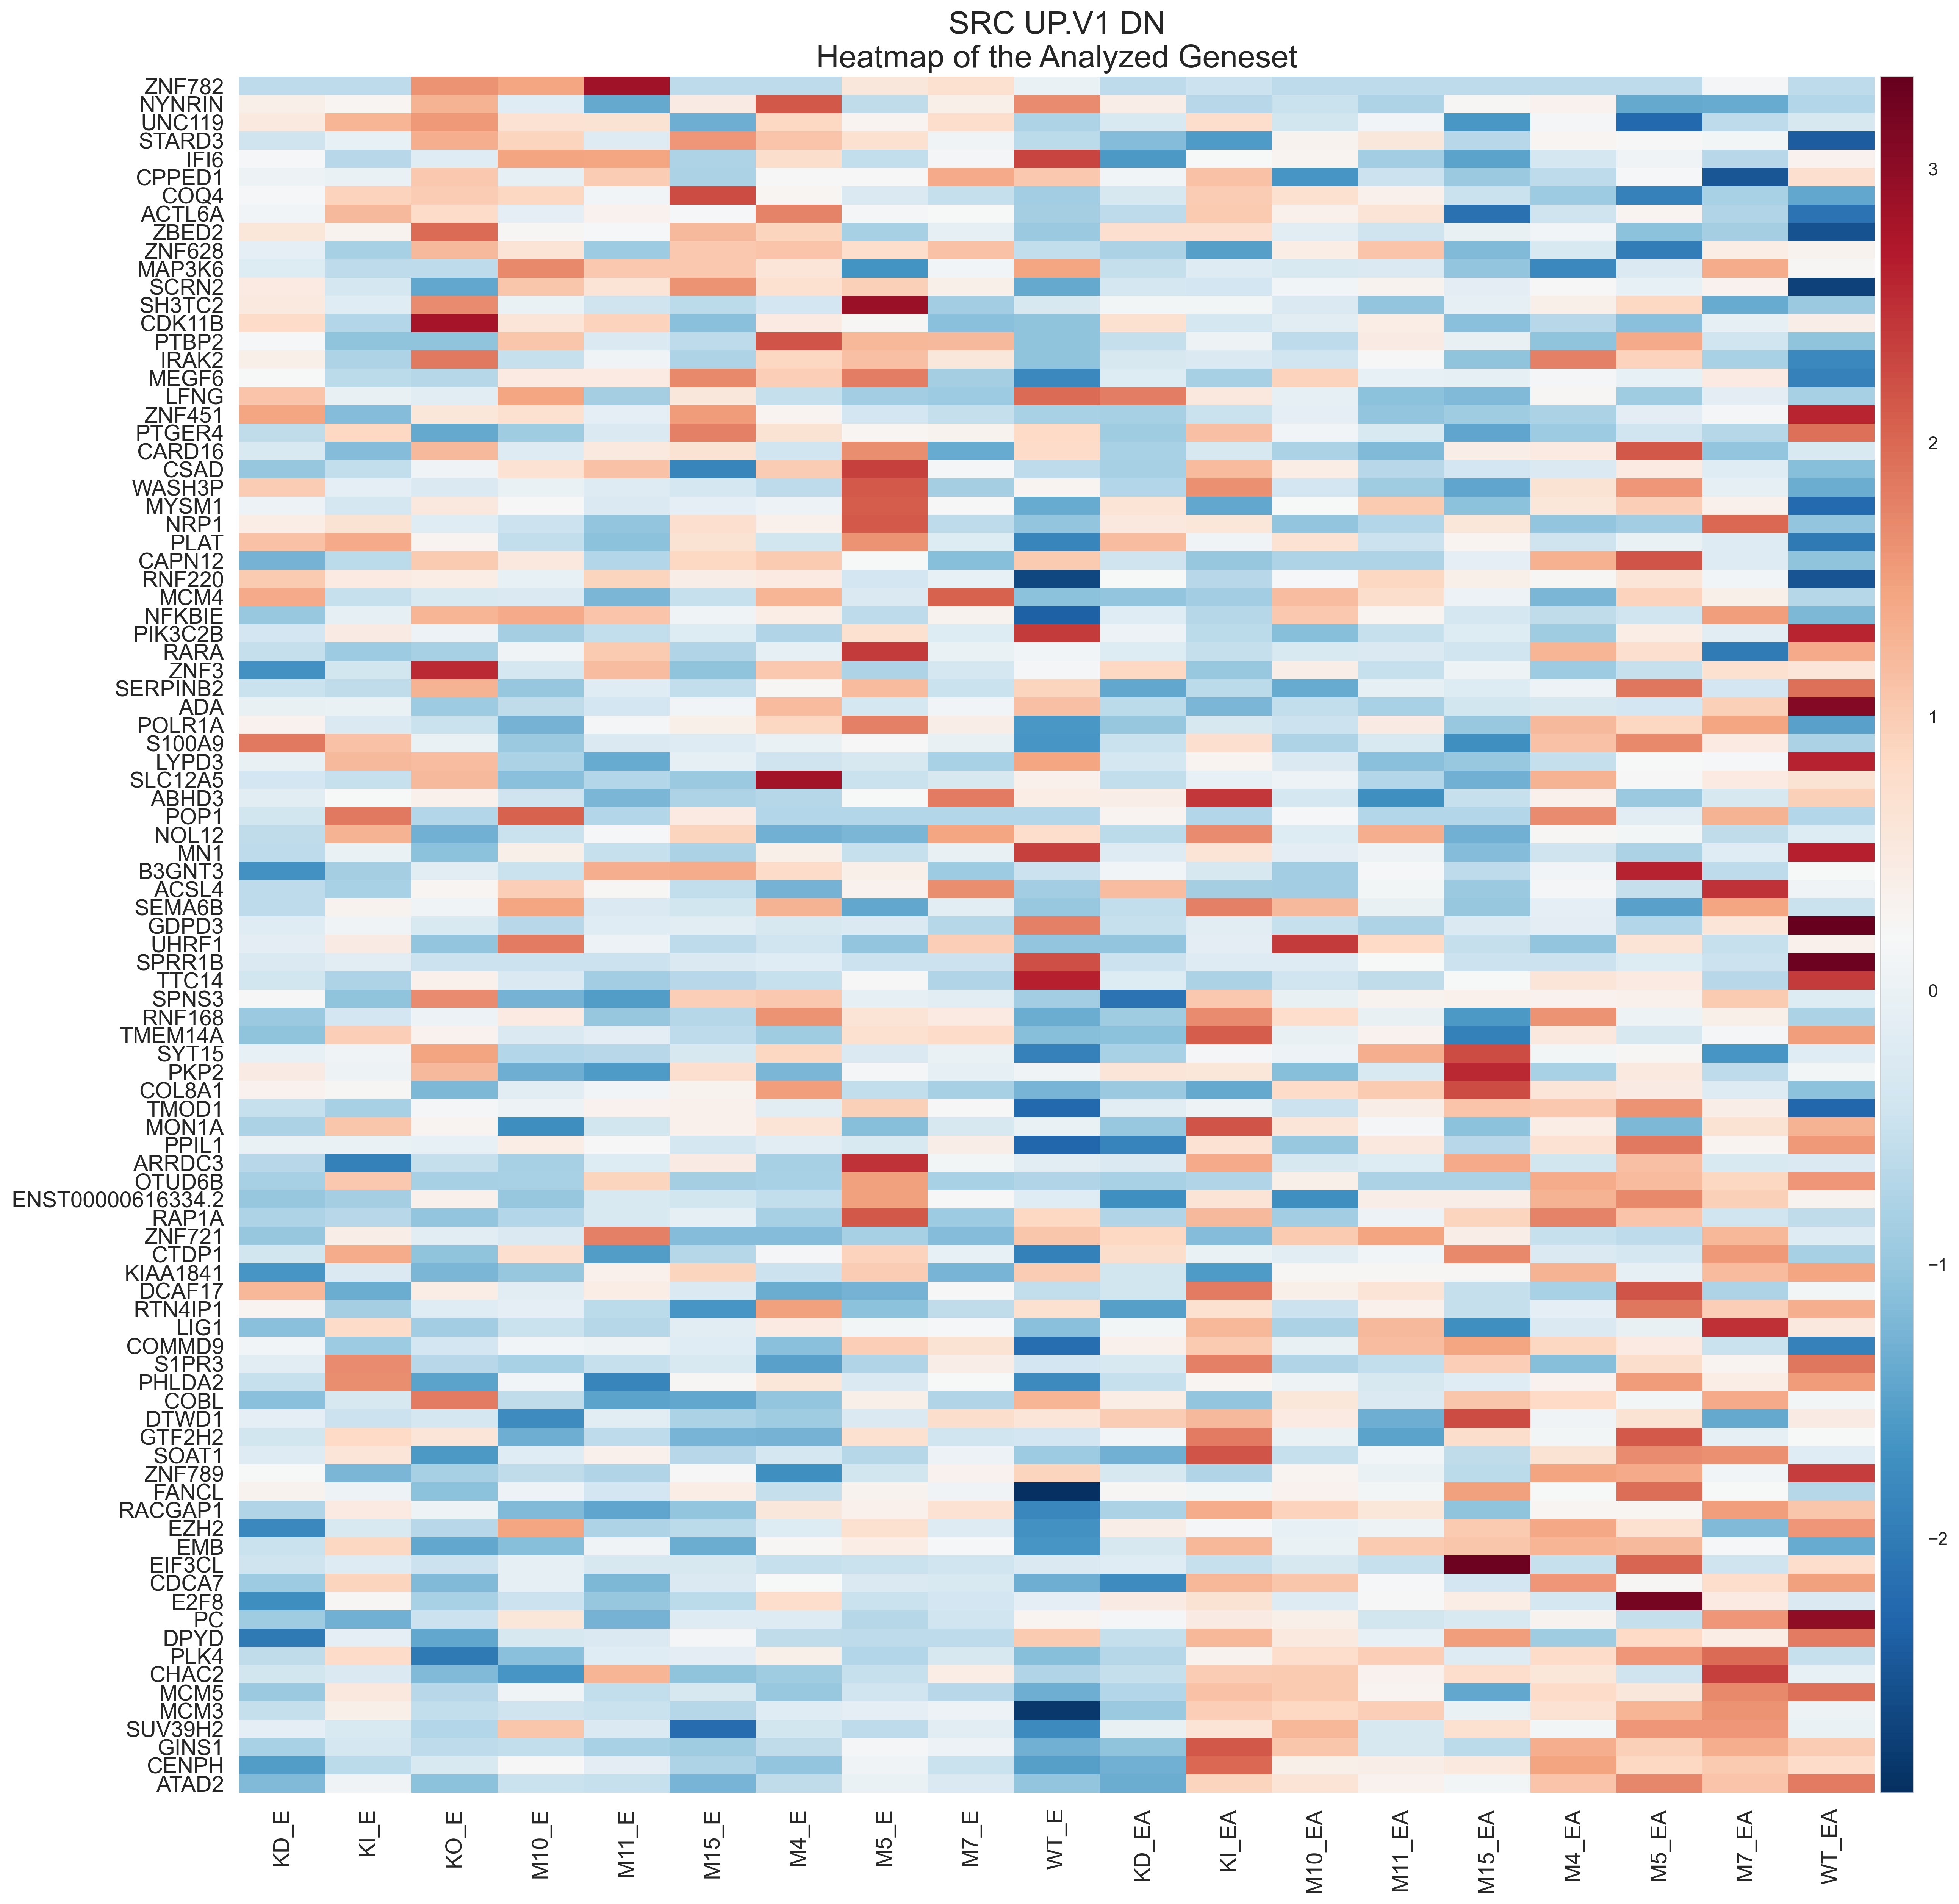 SRC UP.V1 DN
Heatmap of the Analyzed Geneset
ZNF782
NYNRIN
UNC119
STARD3
IFI6
CPPED1
COQ4
ACTL6A
ZBED2
ZNF628
MAP3K6
SCRN2
SH3TC2
CDK11B
PTBP2
IRAK2
MEGF6
LFNG
ZNF451
PTGER4
CARD16
CSAD
WASH3P
MYSM1
NRP1
PLAT
CAPN12
RNF220
MCM4
NFKBIE
PIK3C2B
RARA
ZNF3
SERPINB2
ADA
POLR1A
S100A9
LYPD3
SLC12A5
ABHD3
POP1
NOL12
MN1
B3GNT3
ACSL4
SEMA6B
GDPD3
UHRF1
SPRR1B
TTC14
SPNS3
RNF168
TMEM14A
SYT15
PKP2
COL8A1
TMOD1
MON1A
PPIL1
ARRDC3
OTUD6B
ENST00000616334.2
RAP1A
ZNF721
CTDP1
KIAA1841
DCAF17
RTN4IP1
LIG1
COMMD9
S1PR3
PHLDA2
COBL
DTWD1
GTF2H2
SOAT1
ZNF789
FANCL
RACGAP1
EZH2
EMB
EIF3CL
CDCA7
E2F8
PC
DPYD
PLK4
CHAC2
MCM5
MCM3
SUV39H2
GINS1
CENPH
ATAD2
KD_E
KI_E
KO_E
M10_E
M11_E
M15_E
M4_E
M5_E
M7_E
WT_E
KD_EA
KI_EA
M10_EA
M11_EA
M15_EA
M4_EA
M5_EA
M7_EA
WT_EA
3
2
1
0
−1
−2